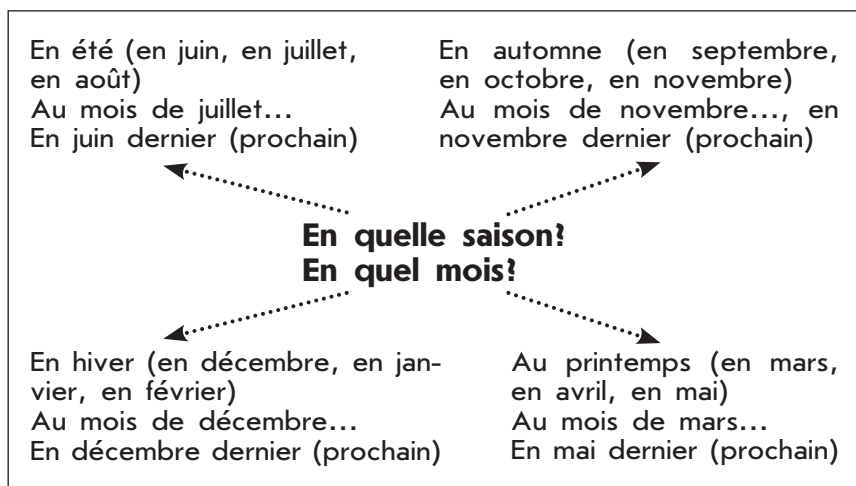 En été (en juin, en juillet,
en août)
Au mois de juillet...
En juin dernier (prochain)
En automne (en septembre,
en octobre, en novembre)
Au mois de novembre..., en
novembre dernier (prochain)
En quelle saison?
En quel mois?
En hiver (en décembre, en jan-
vier, en février)
Au mois de décembre...
En décembre dernier (prochain)
Au printemps (en mars,
en avril, en mai)
Au mois de mars...
En mai dernier (prochain)